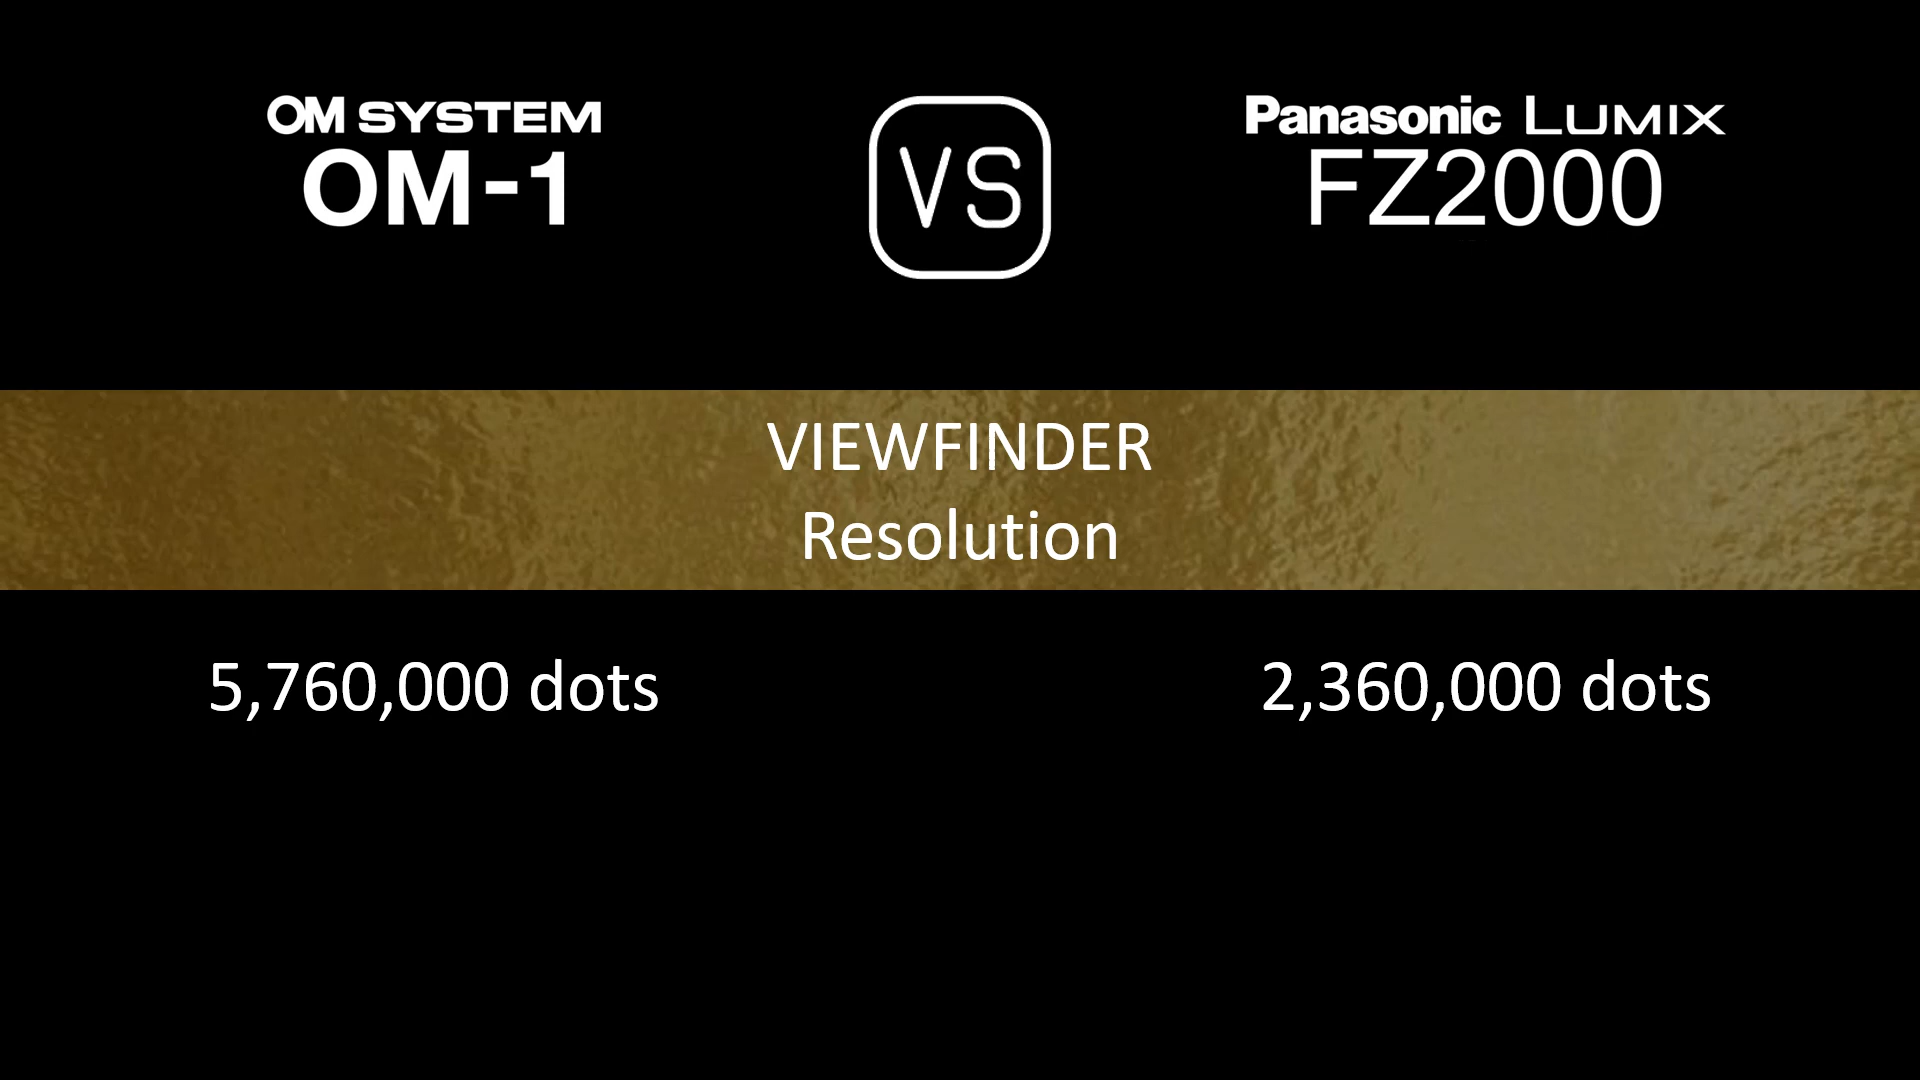 OM SYSTEM
OM-1
VS
Panasonic LUMIX
FZ2000
VIEWFINDER
Resolution
5,760,000 dots
2,360,000 dots